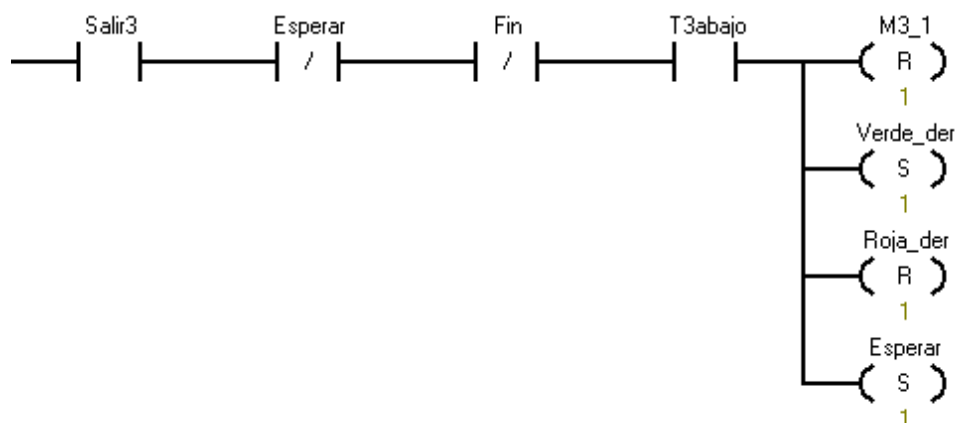 Salir3 Esperar Fin T3abajo M3_1
/ / R
1
Verde_der
S
1
Roja_der
R
1
Esperar
S
1